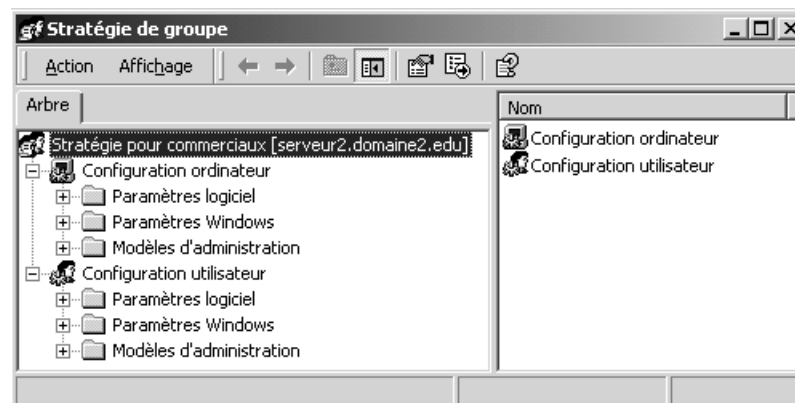 Stratégie de groupe
Action Affichage
Arbre
Stratégie pour commerciaux [serveur2.domaine2.edu]
Configuration ordinateur
Paramètres logiciel
Paramètres Windows
Modèles d'administration
Configuration utilisateur
Paramètres logiciel
Paramètres Windows
Modèles d'administration
Nom
Configuration ordinateur
Configuration utilisateur